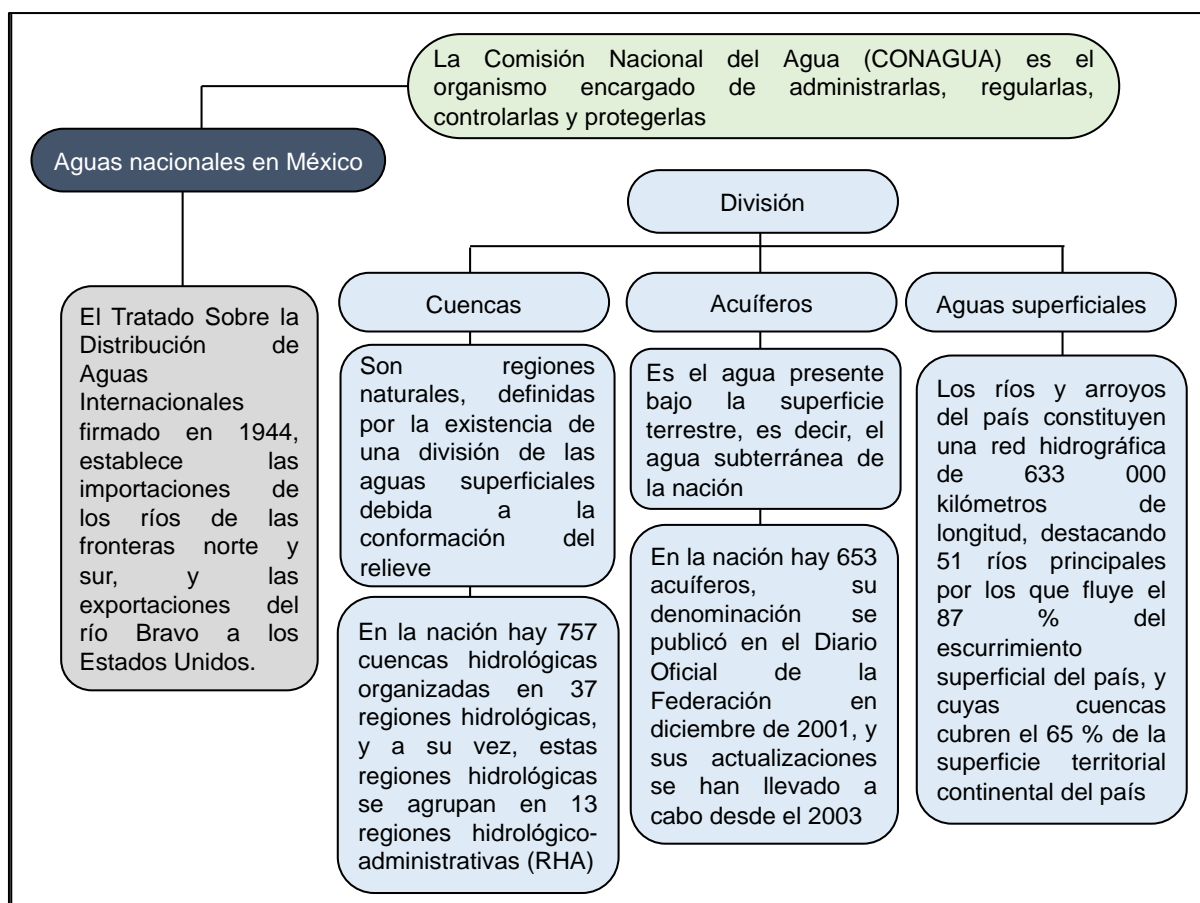 La Comisión Nacional del Agua (CONAGUA) es el
organismo encargado de administrarlas, regularlas,
controlarlas y protegerlas
Aguas nacionales en México
El Tratado Sobre la
Distribución de
Aguas
Internacionales
firmado en 1944,
establece las
importaciones de
los ríos de las
fronteras norte y
sur, y las
exportaciones del
río Bravo a los
Estados Unidos.
División
Cuencas
Son regiones
naturales, definidas
por la existencia de
una división de las
aguas superficiales
debida a la
conformación del
relieve
En la nación hay 757
cuencas hidrológicas
organizadas en 37
regiones hidrológicas,
y a su vez, estas
regiones hidrológicas
se agrupan en 13
regiones hidrológico-
administrativas (RHA)
Acuíferos
Es el agua presente
bajo la superficie
terrestre, es decir, el
agua subterránea de
la nación
En la nación hay 653
acuíferos, su
denominación se
publicó en el Diario
Oficial de la
Federación en
diciembre de 2001, y
sus actualizaciones
se han llevado a
cabo desde el 2003
Aguas superficiales
Los ríos y arroyos
del país constituyen
una red hidrográfica
de 633 000
kilómetros de
longitud, destacando
51 ríos principales
por los que fluye el
87 % del
escurrimiento
superficial del país, y
cuyas cuencas
cubren el 65 % de la
superficie territorial
continental del país